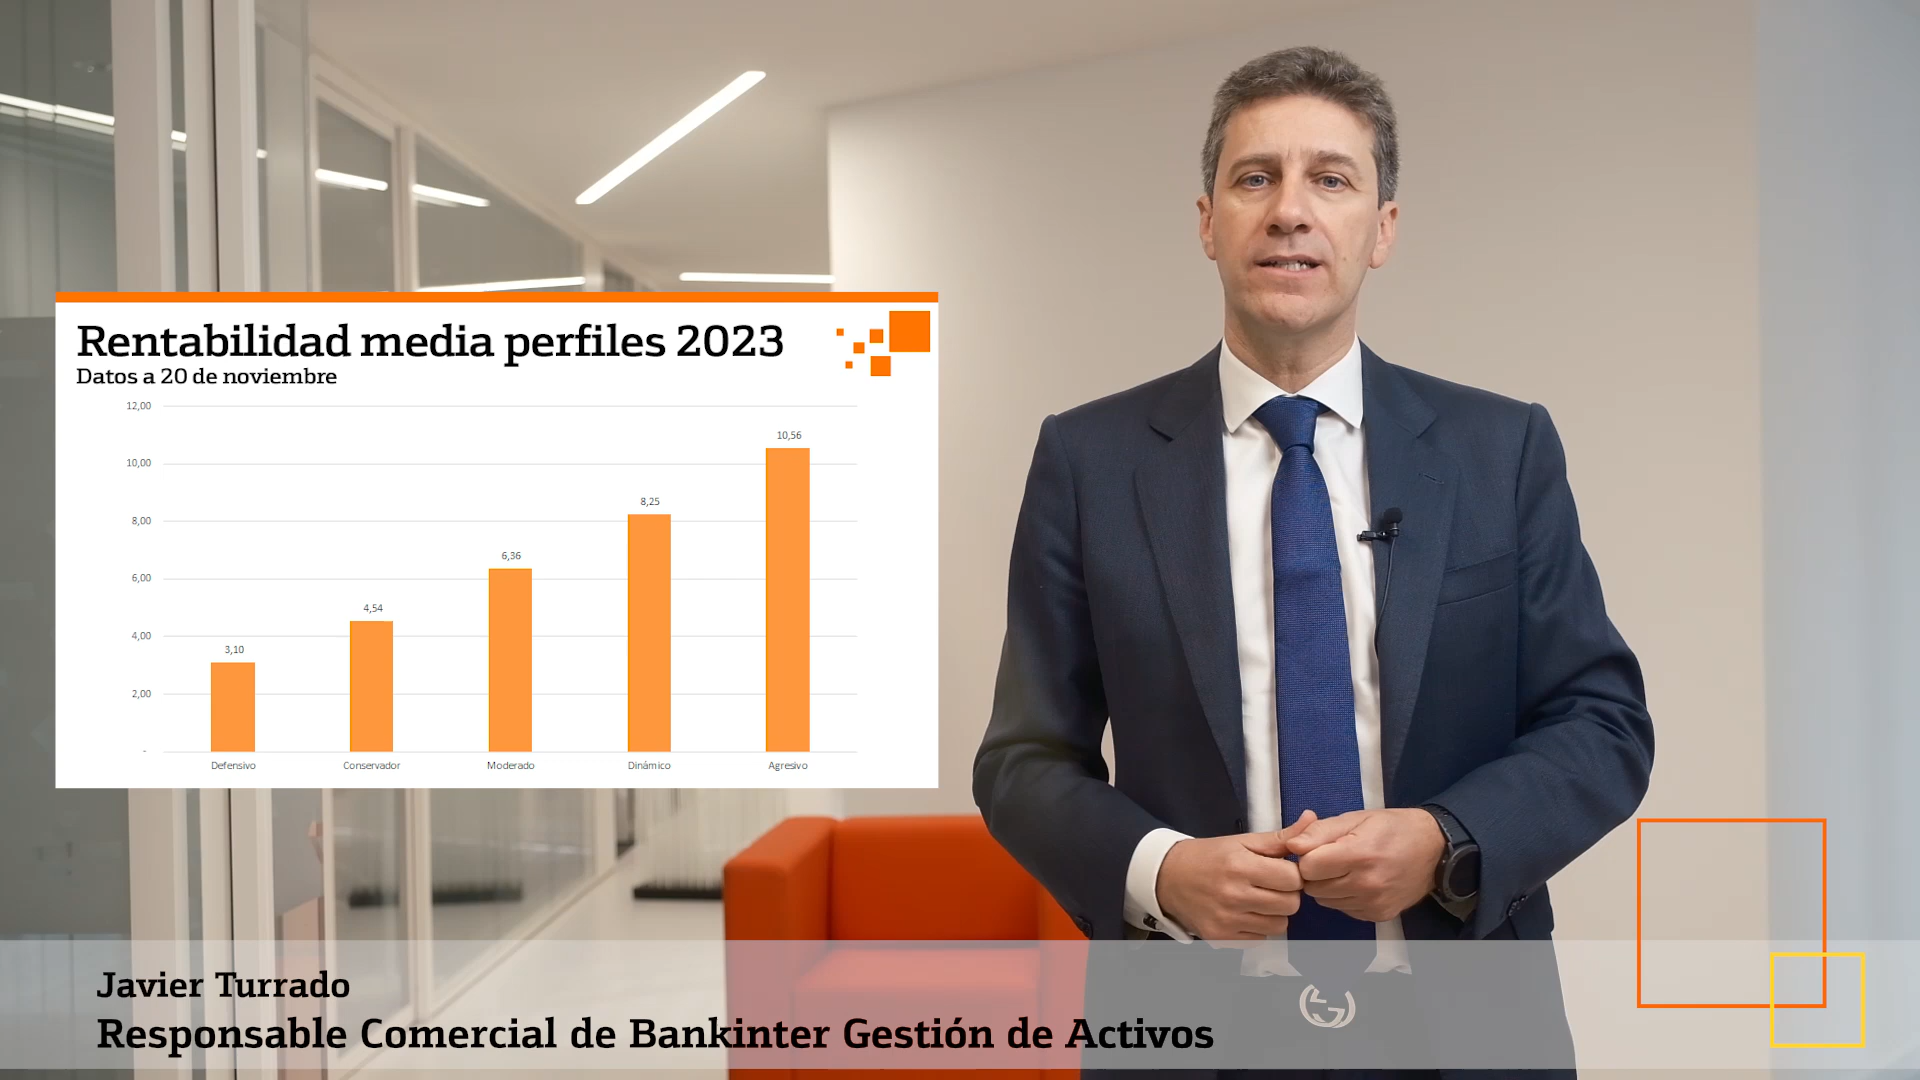 Rentabilidad media perfiles 2023
Datos a 20 de noviembre
12,00
10,00
8,00
6,00
4,00
2,00
-
3,10
4,54
6,36
8,25
10,56
Defensivo
Conservador
Moderado
Dinámico
Agresivo
Javier Turrado
Responsable Comercial de Bankinter Gestión de Activos